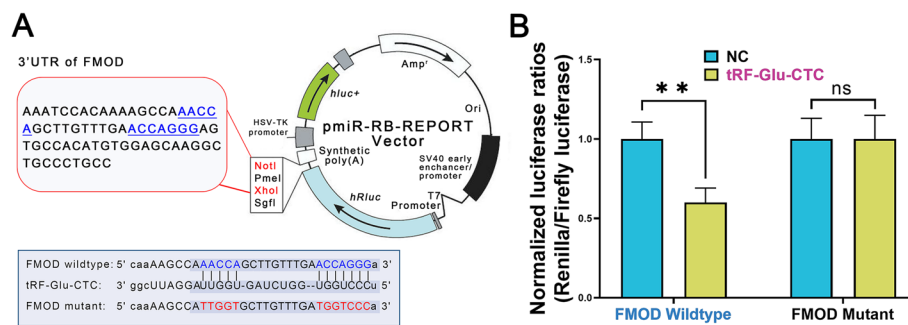 A
3'UTR of FMOD
AAATCCACAAAAGCCAAACC
AGCTTGTTTGAACCAGGGAG
TGCCACATGTGGAGCAAGGC
TGCCCTGCC
NotI
PmeI
XhoI
SgfI
HSV-TK
promoter
Synthetic
poly(A)
hluc+
Ampr
Ori
pmiR-RB-REPORT
Vector
SV40 early
enchancer/
promoter
T7
Promoter
hRluc
FMOD wildtype: 5' caaAAGCCAAACCAGCTTGTTTGAACCAGGGa 3'
tRF-Glu-CTC: 3' ggcUUAGGAUUGGU-GAUCUGG--UGGUCCCu 5'
FMOD mutant: 5' caaAAGCCATTGGTGCTTGTTTGATGGTCCCa 3'
B
NC
tRF-Glu-CTC
Normalized luciferase ratios
(Renilla/Firefly luciferase)
1.5
1.0
0.5
0.0
**
ns
FMOD Wildtype
FMOD Mutant